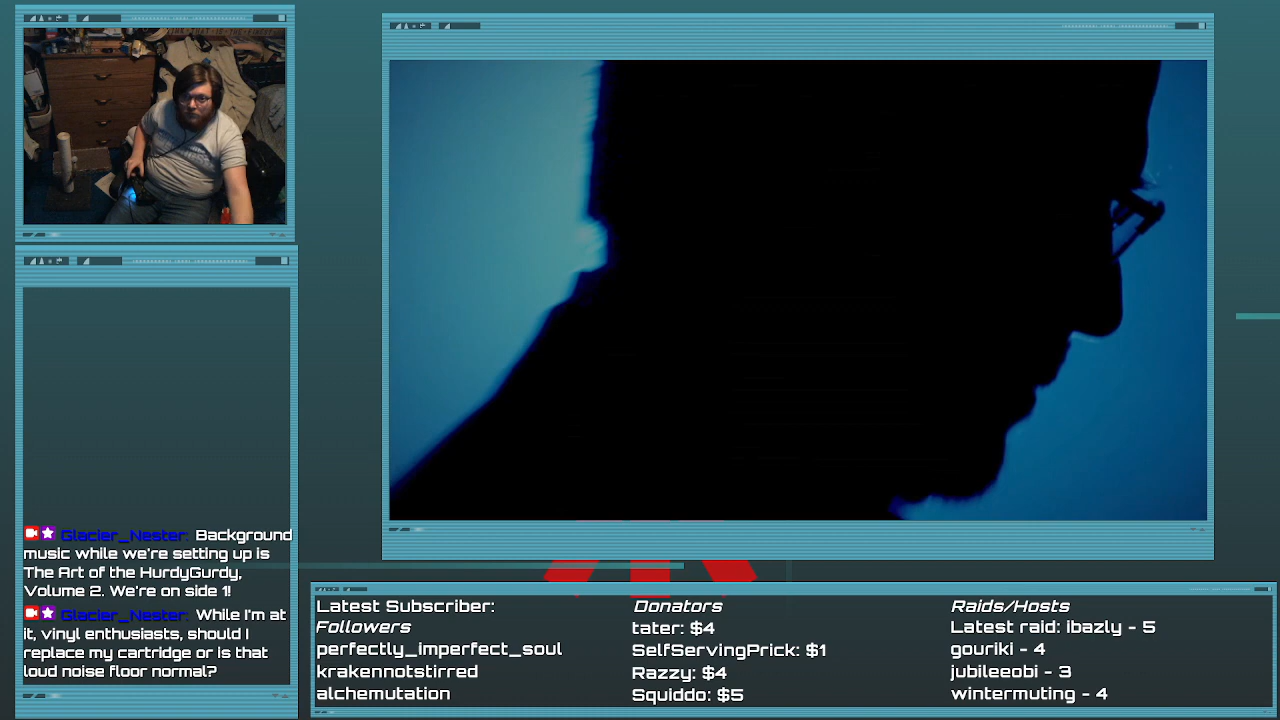 Glacier_Nester: Background
music while we're setting up is
The Art of the HurdyGurdy,
Volume 2. We're on side 1!
Glacier_Nester: While I'm at
it, vinyl enthusiasts, should I
replace my cartridge or is that
loud noise floor normal?
Latest Subscriber:
Followers
perfectly_imperfect_soul
krakennotstirred
alchemutation
Donators
tater: $4
SelfServingPrick: $1
Razzy: $4
Squiddo: $5
Raids/Hosts
Latest raid: ibazly - 5
gouriki - 4
jubileeobi - 3
wintermuting - 4